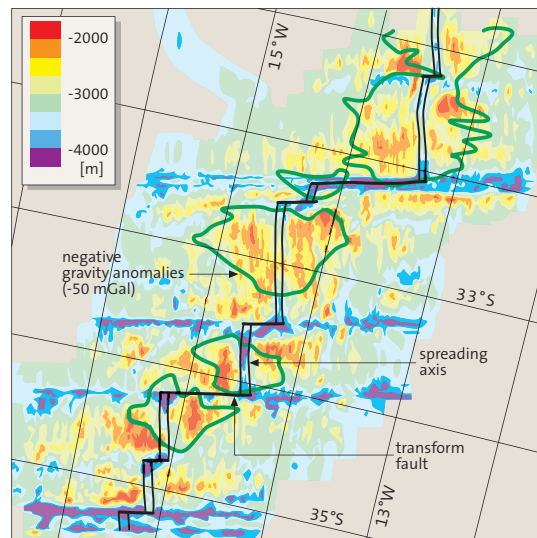 -2000
-3000
-4000
[m]
15°W
negative
gravity anomalies
(-50 mGal)
33°S
spreading
axis
transform
fault
35°S
13°W